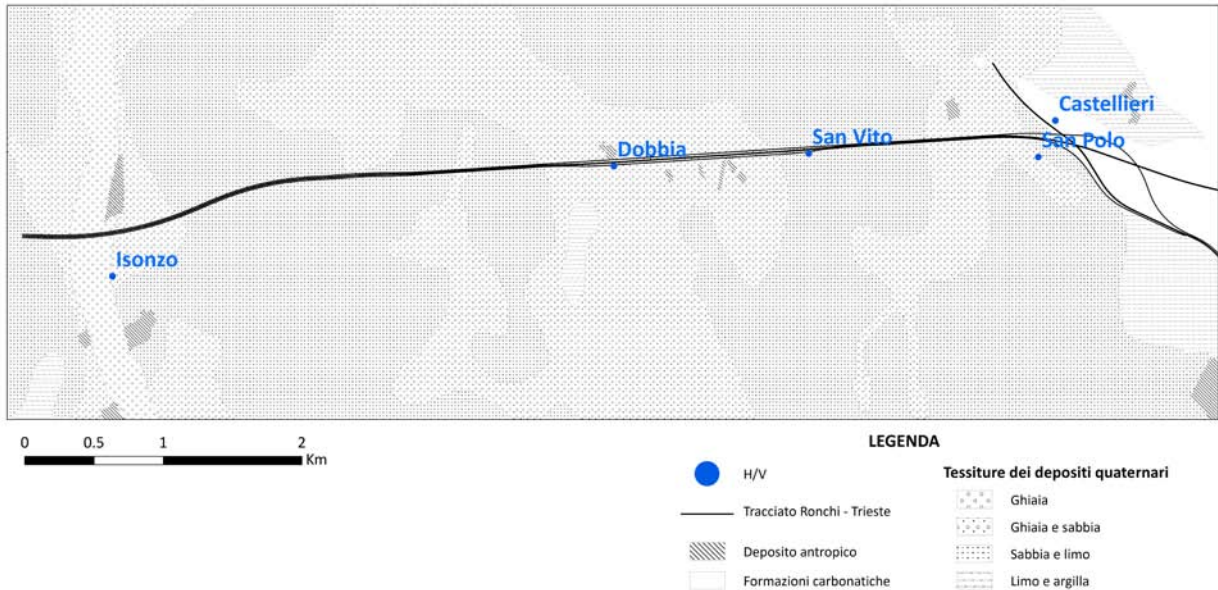 Castellieri
San Vito
San Polo
Dobbia
Isonzo
0 0.5 1 2
Km
LEGENDA
H/V
Tracciato Ronchi - Trieste
Deposito antropico
Formazioni carbonatiche
Tessiture dei depositi quaternari
Ghiaia
Ghiaia e sabbia
Sabbia e limo
Limo e argilla